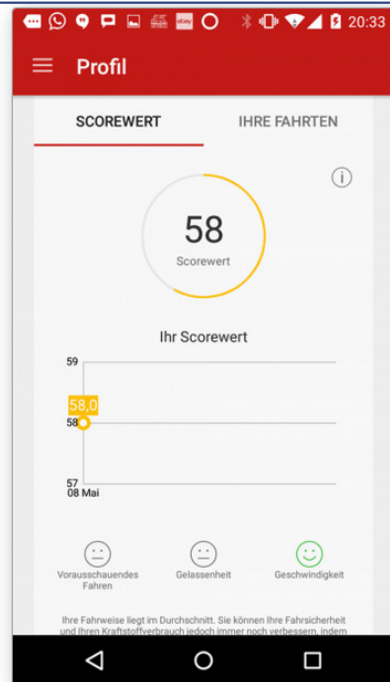 20:33
Profil
SCOREWERT IHRE FAHRTEN
58
Scorewert
Ihr Scorewert
59
58,0
58
57
08 Mai
Vorausschauendes Gelassenheit Geschwindigkeit
Fahren
Ihre Fahrweise liegt im Durchschnitt. Sie können Ihre Fahrsicherheit
und Ihren Kraftstoffverbrauch jedoch immer noch verbessern, indem